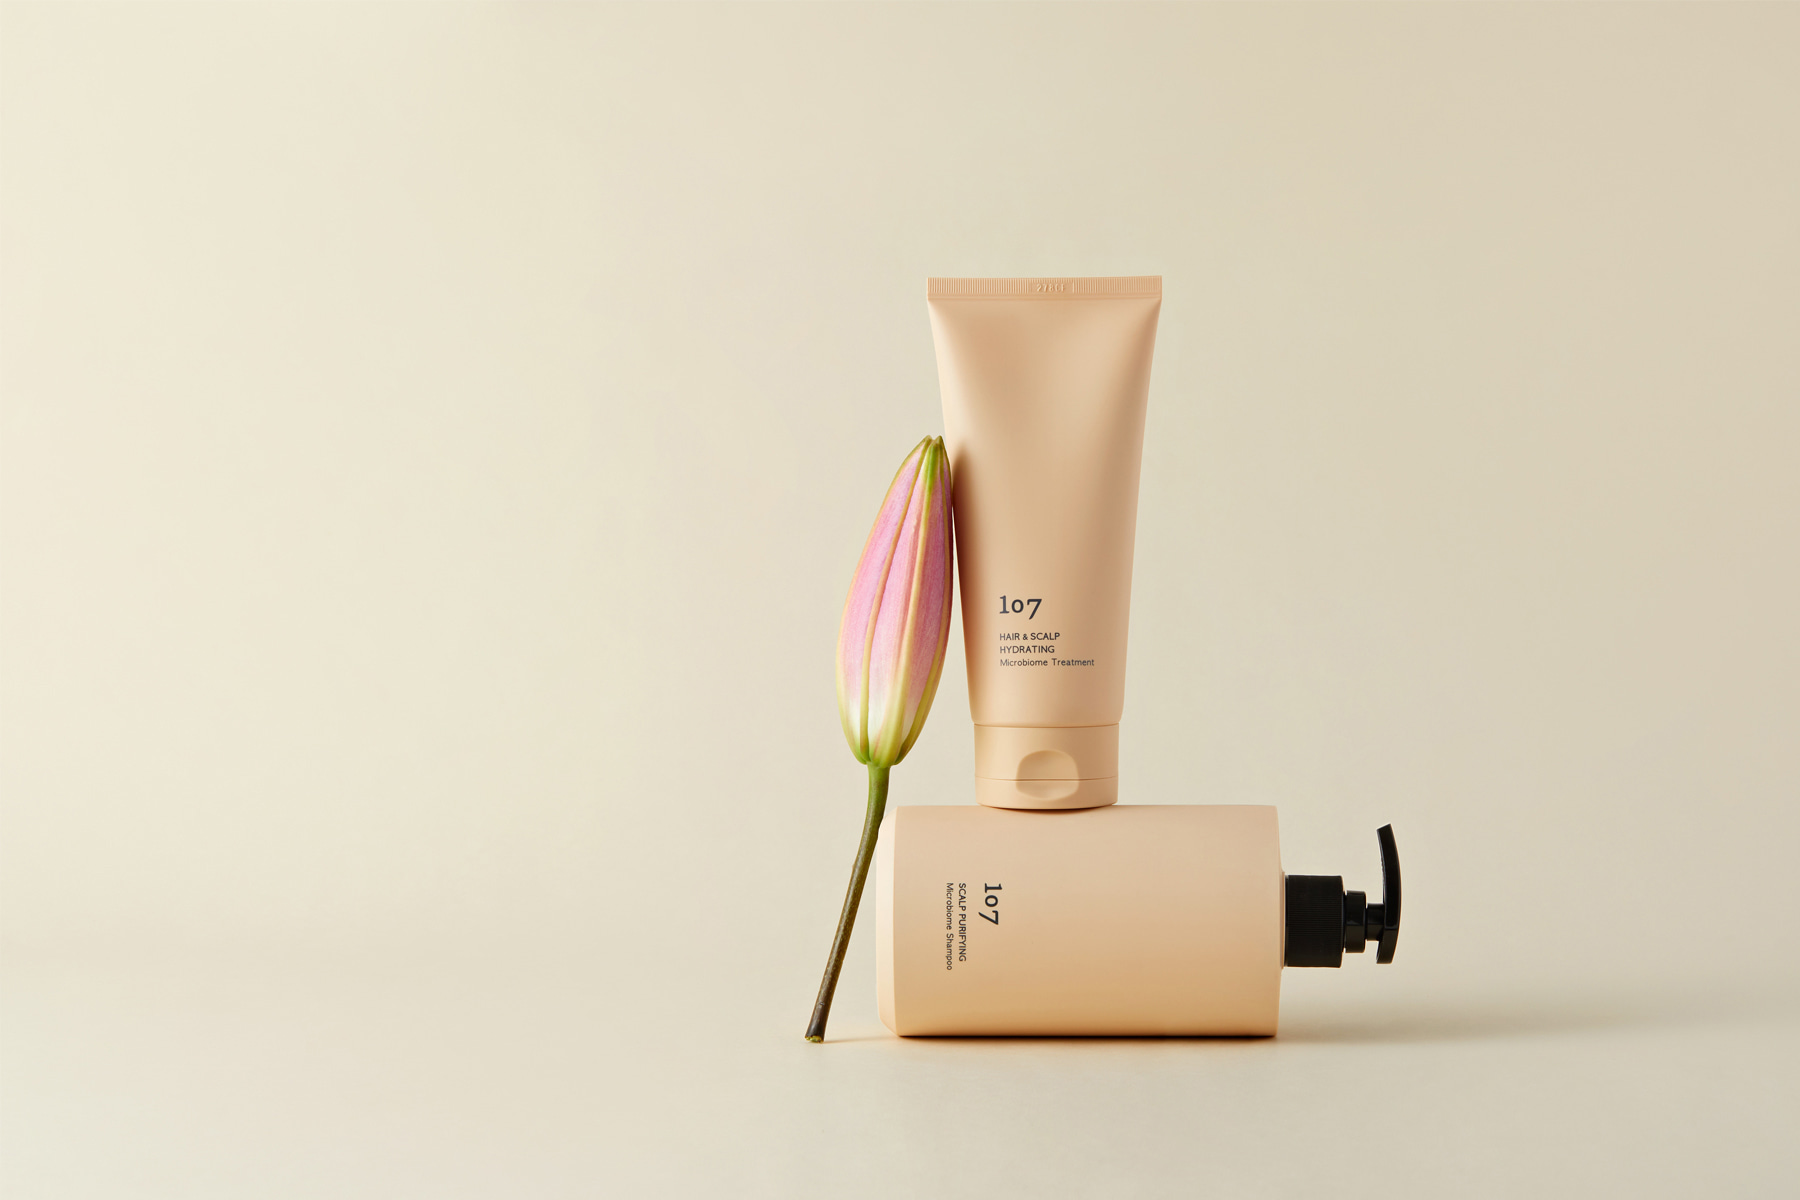 107
HAIR & SCALP
HYDRATING
Microbiome Treatment
107
SCALP PURIFYING
Microbiome Shampoo